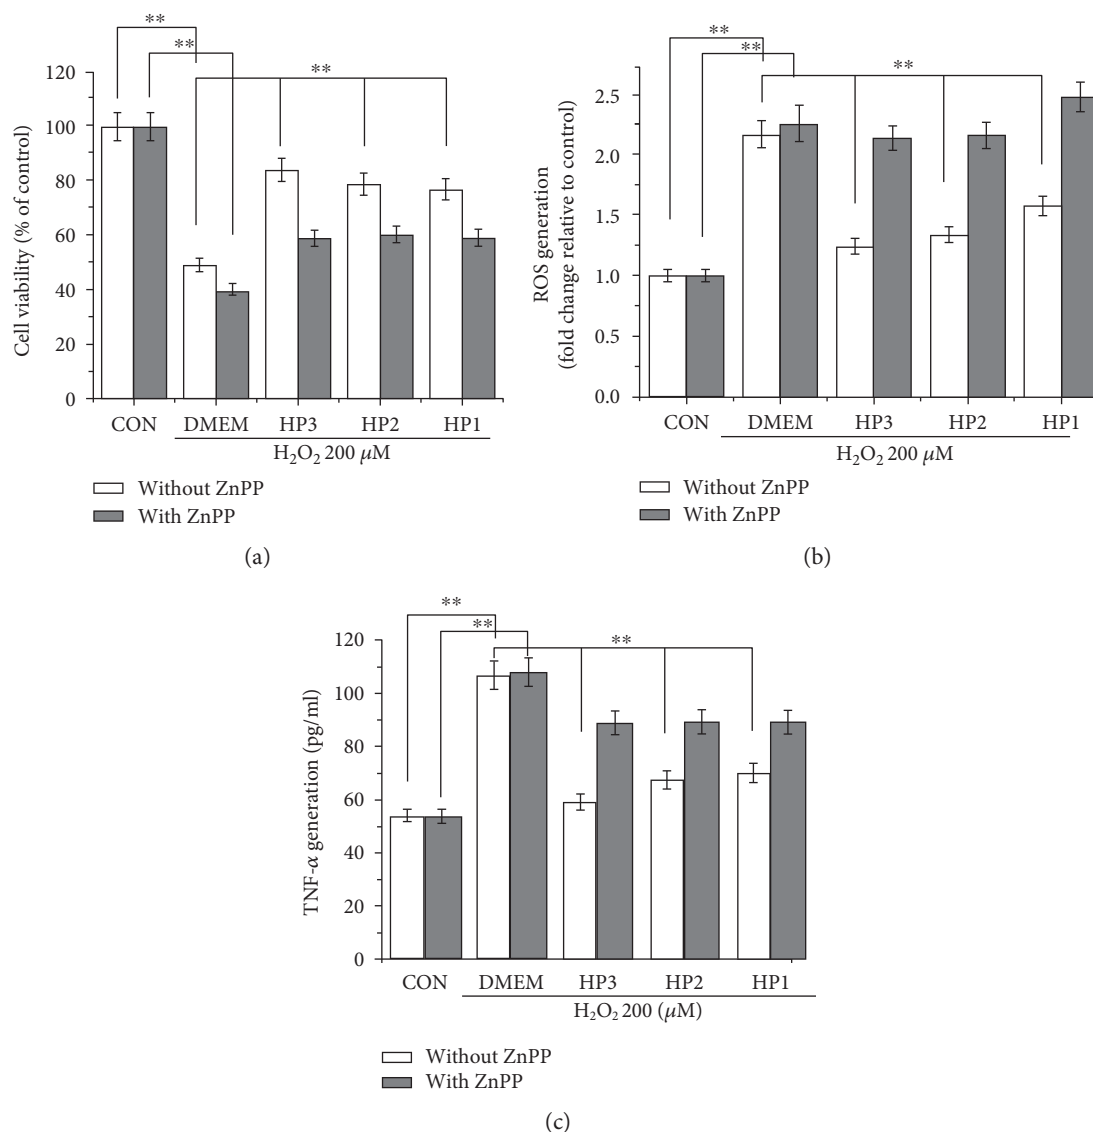 **
**
**
120
100
80
60
40
20
0
Cell viability (% of control)
CON DMEM HP3 HP2 HP1
H₂O₂ 200 μM
Without ZnPP
With ZnPP
(a)
**
**
**
2.5
2.0
1.5
1.0
0.5
0.0
ROS generation
(fold change relative to control)
CON DMEM HP3 HP2 HP1
H₂O₂ 200 μM
Without ZnPP
With ZnPP
(b)
**
**
**
120
100
80
60
40
20
0
TNF-α generation (pg/ml)
CON DMEM HP3 HP2 HP1
H₂O₂ 200 (μM)
Without ZnPP
With ZnPP
(c)